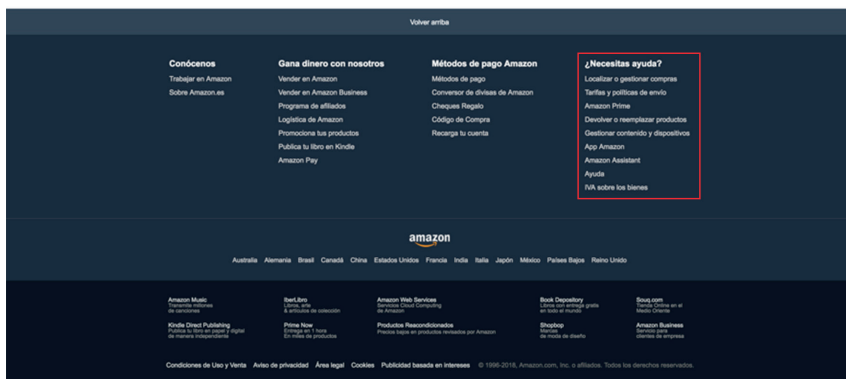 Volver arriba
Conócenos
Trabajar en Amazon
Sobre Amazon.es
Gana dinero con nosotros
Vender en Amazon
Vender en Amazon Business
Programa de afiliados
Logística de Amazon
Promociona tus productos
Publica tu libro en Kindle
Amazon Pay
Métodos de pago Amazon
Métodos de pago
Conversor de divisas de Amazon
Cheques Regalo
Código de Compra
Recarga tu cuenta
¿Necesitas ayuda?
Localizar o gestionar compras
Tarifas y políticas de envío
Amazon Prime
Devolver o reemplazar productos
Gestionar contenido y dispositivos
App Amazon
Amazon Assistant
Ayuda
IVA sobre los bienes
amazon
Australia Alemania Brasil Canadá China Estados Unidos Francia India Italia Japón México Países Bajos Reino Unido
Amazon Music
Transmite millones
de canciones
IberLibro
Libros, arte
& artículos de colección
Amazon Web Services
Servicios Cloud Computing
de Amazon
Book Depository
Libros con entrega gratis
en todo el mundo
Souq.com
Tienda Online en el
Medio Oriente
Kindle Direct Publishing
Publica tu libro en papel y digital
de manera independiente
Prime Now
Entrega en 1 hora
En miles de productos
Productos Reacondicionados
Precios bajos en productos revisados por Amazon
Shopbop
Marcas
de moda de diseño
Amazon Business
Servicio para
clientes de empresa
Condiciones de Uso y Venta Aviso de privacidad Área legal Cookies Publicidad basada en intereses © 1996-2018, Amazon.com, Inc. o afiliados. Todos los derechos reservados.